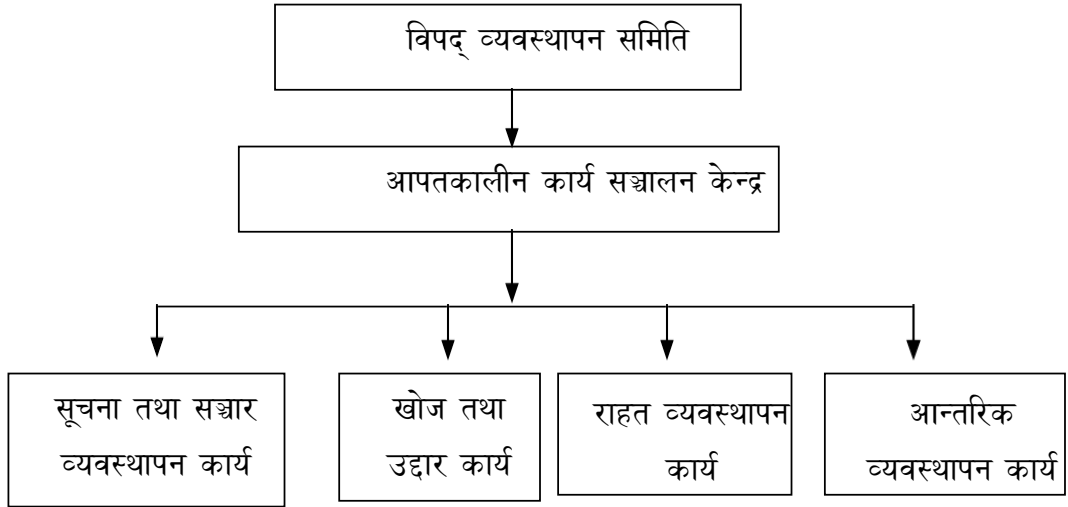 विपद् व्यवस्थापन समिति
आपतकालीन कार्य सञ्चालन केन्द्र
सूचना तथा सञ्चार
व्यवस्थापन कार्य
खोज तथा
उद्दार कार्य
राहत व्यवस्थापन
कार्य
आन्तरिक
व्यवस्थापन कार्य